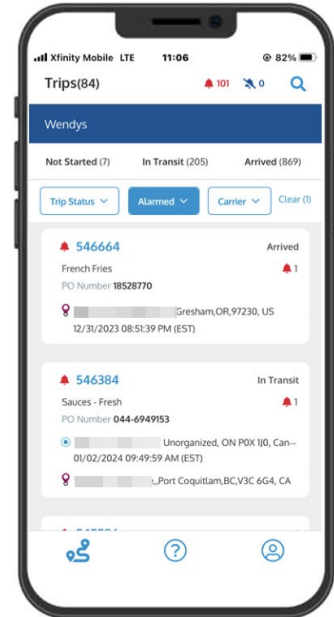 Xfinity Mobile LTE 11:06 82%
Trips(84) 101 0
Wendys
Not Started (7) In Transit (205) Arrived (869)
Trip Status Alarmed Carrier Clear (1)
546664 Arrived
French Fries 1
PO Number 18528770
Gresham,OR,97230, US
12/31/2023 08:51:39 PM (EST)
546384 In Transit
Sauces - Fresh 1
PO Number 044-6949153
Unorganized, ON P0X 1J0, Can...
01/02/2024 09:49:59 AM (EST)
,Port Coquitlam,BC,V3C 6G4, CA
?